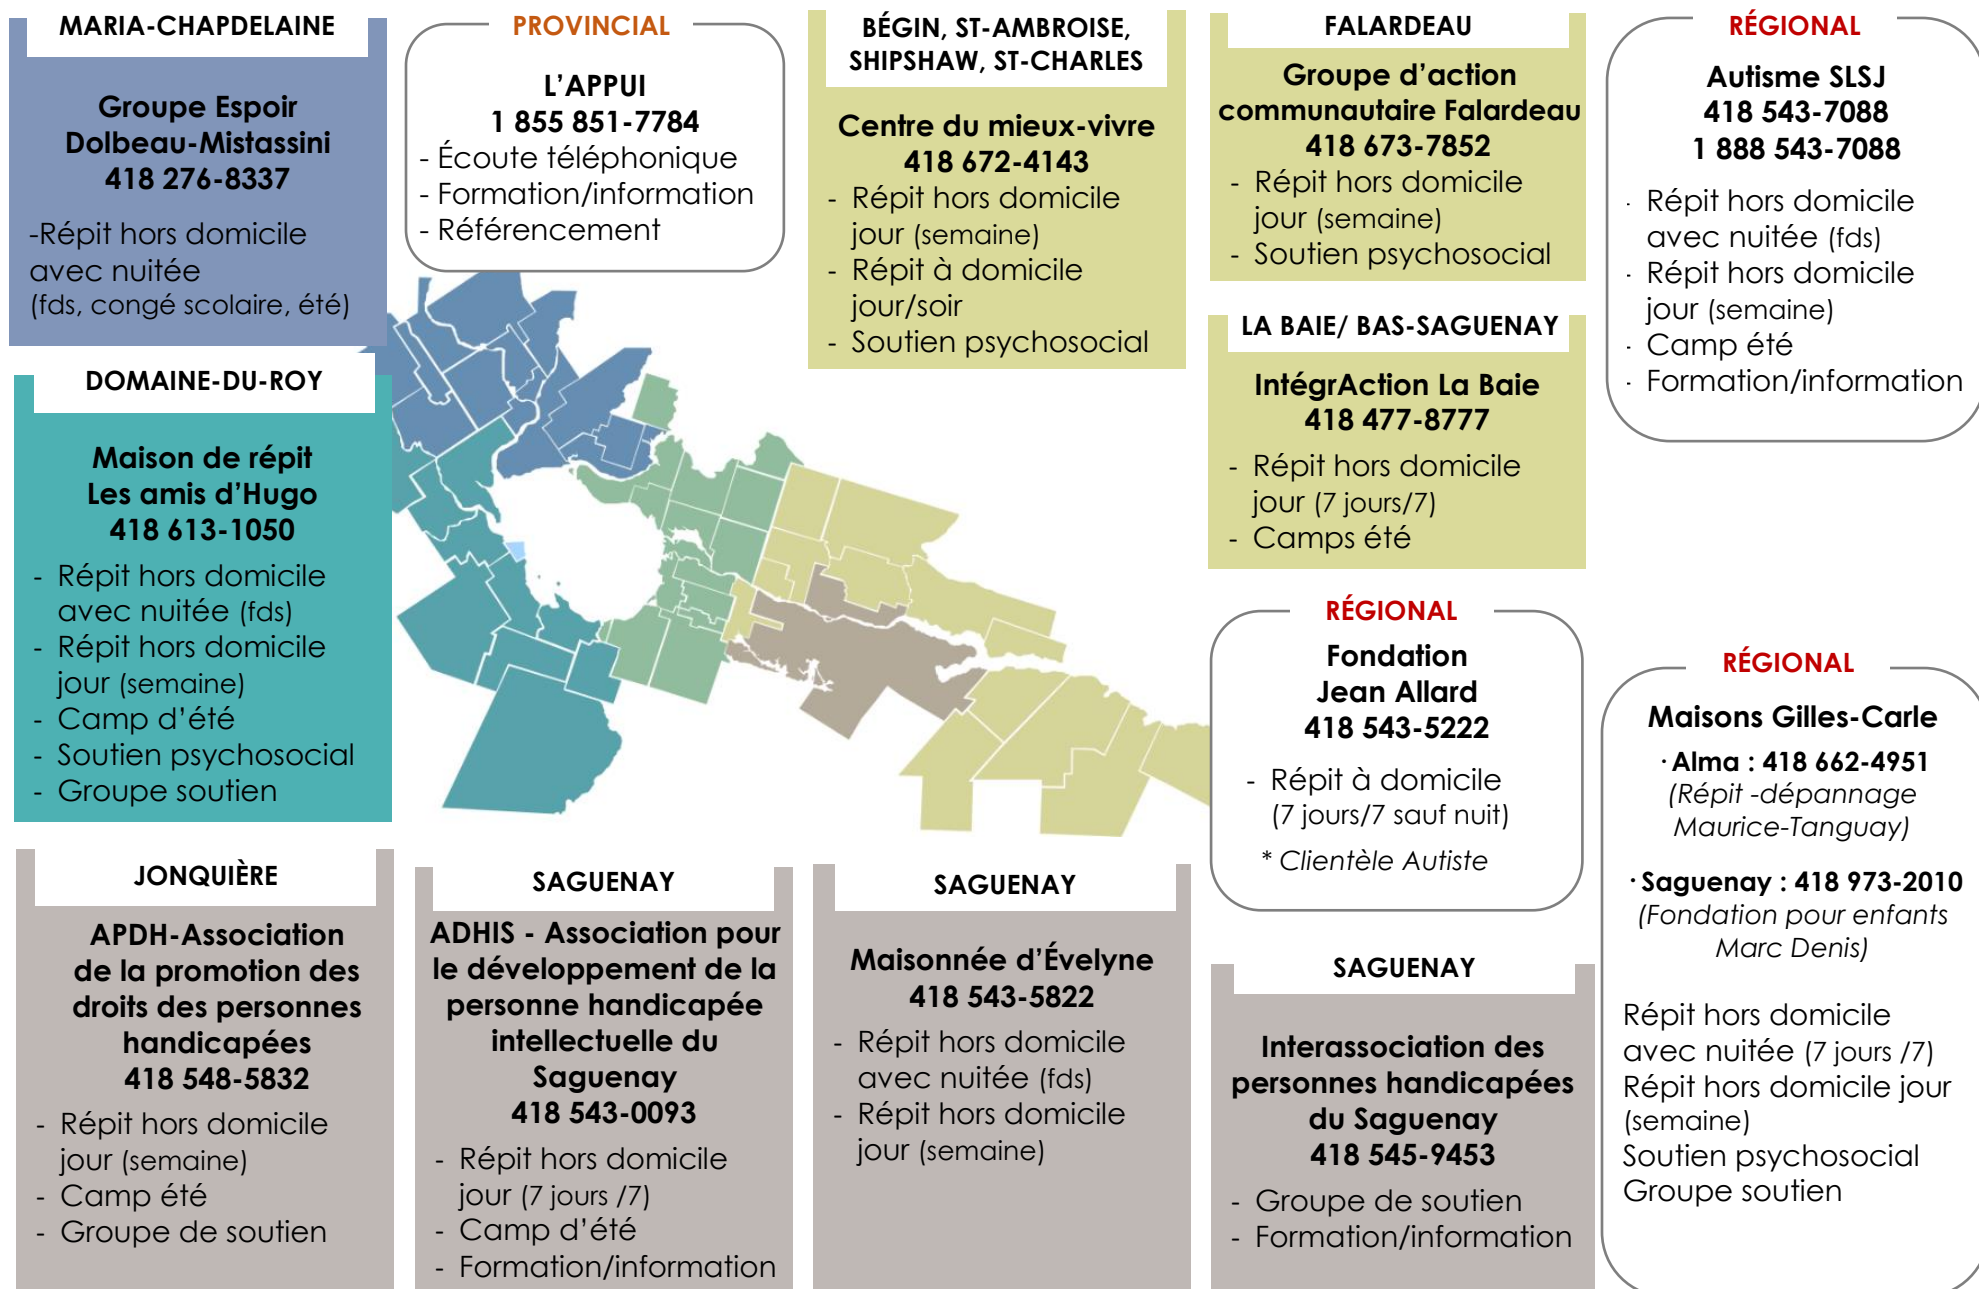 MARIA-CHAPDELAINE
Groupe Espoir
Dolbeau-Mistassini
418 276-8337
-Répit hors domicile
avec nuitée
(fds, congé scolaire, été)
PROVINCIAL
L'APPUI
1 855 851-7784
- Écoute téléphonique
- Formation/information
- Référencement
BÉGIN, ST-AMBROISE,
SHIPSHAW, ST-CHARLES
Centre du mieux-vivre
418 672-4143
- Répit hors domicile
jour (semaine)
- Répit à domicile
jour/soir
- Soutien psychosocial
FALARDEAU
Groupe d'action
communautaire Falardeau
418 673-7852
- Répit hors domicile
jour (semaine)
- Soutien psychosocial
RÉGIONAL
Autisme SLSJ
418 543-7088
1 888 543-7088
· Répit hors domicile
avec nuitée (fds)
· Répit hors domicile
jour (semaine)
· Camp été
· Formation/information
DOMAINE-DU-ROY
Maison de répit
Les amis d'Hugo
418 613-1050
- Répit hors domicile
avec nuitée (fds)
- Répit hors domicile
jour (semaine)
- Camp d'été
- Soutien psychosocial
- Groupe soutien
LA BAIE/ BAS-SAGUENAY
IntégrAction La Baie
418 477-8777
- Répit hors domicile
jour (7 jours/7)
- Camps été
RÉGIONAL
Fondation
Jean Allard
418 543-5222
- Répit à domicile
(7 jours/7 sauf nuit)
* Clientèle Autiste
RÉGIONAL
Maisons Gilles-Carle
· Alma : 418 662-4951
(Répit -dépannage
Maurice-Tanguay)
· Saguenay : 418 973-2010
(Fondation pour enfants
Marc Denis)
Répit hors domicile
avec nuitée (7 jours /7)
Répit hors domicile jour
(semaine)
Soutien psychosocial
Groupe soutien
JONQUIÈRE
APDH-Association
de la promotion des
droits des personnes
handicapées
418 548-5832
- Répit hors domicile
jour (semaine)
- Camp été
- Groupe de soutien
SAGUENAY
ADHIS - Association pour
le développement de la
personne handicapée
intellectuelle du
Saguenay
418 543-0093
- Répit hors domicile
jour (7 jours /7)
- Camp d'été
- Formation/information
SAGUENAY
Maisonnée d'Évelyne
418 543-5822
- Répit hors domicile
avec nuitée (fds)
- Répit hors domicile
jour (semaine)
SAGUENAY
Interassociation des
personnes handicapées
du Saguenay
418 545-9453
- Groupe de soutien
- Formation/information